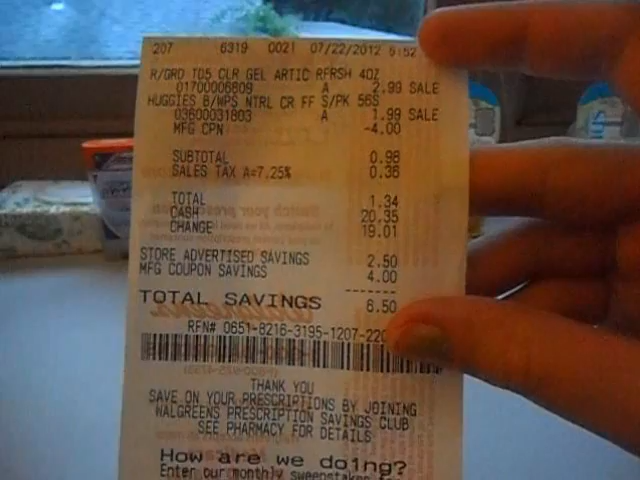 207 6319 0021 07/22/2012 6:52
R/GRD TD5 CLR GEL ARTIC RFRSH 4OZ
01700006809 A 2.99 SALE
HUGGIES B/WPS NTRL CR FF S/PK 56S
03600031803 A 1.99 SALE
MFG CPN -4.00
SUBTOTAL 0.98
SALES TAX A=7.25% 0.36
TOTAL 1.34
CASH 20.35
CHANGE 19.01
STORE ADVERTISED SAVINGS 2.50
MFG COUPON SAVINGS 4.00
TOTAL SAVINGS 6.50
RFN# 0651-8216-3195-1207-220
THANK YOU
SAVE ON YOUR PRESCRIPTIONS BY JOINING
WALGREENS PRESCRIPTION SAVINGS CLUB
SEE PHARMACY FOR DETAILS
How are we doing?
Enter our monthly sweepstakes